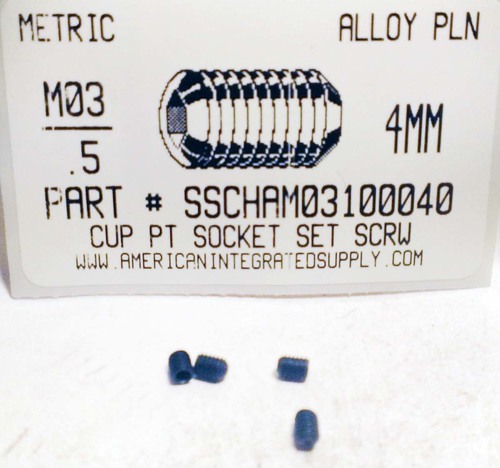 METRIC ALLOY PLN
M03
.5
4MM
PART # SSCHAM03100040
CUP PT SOCKET SET SCRW
WWW.AMERICANINTEGRATEDSUPPLY.COM